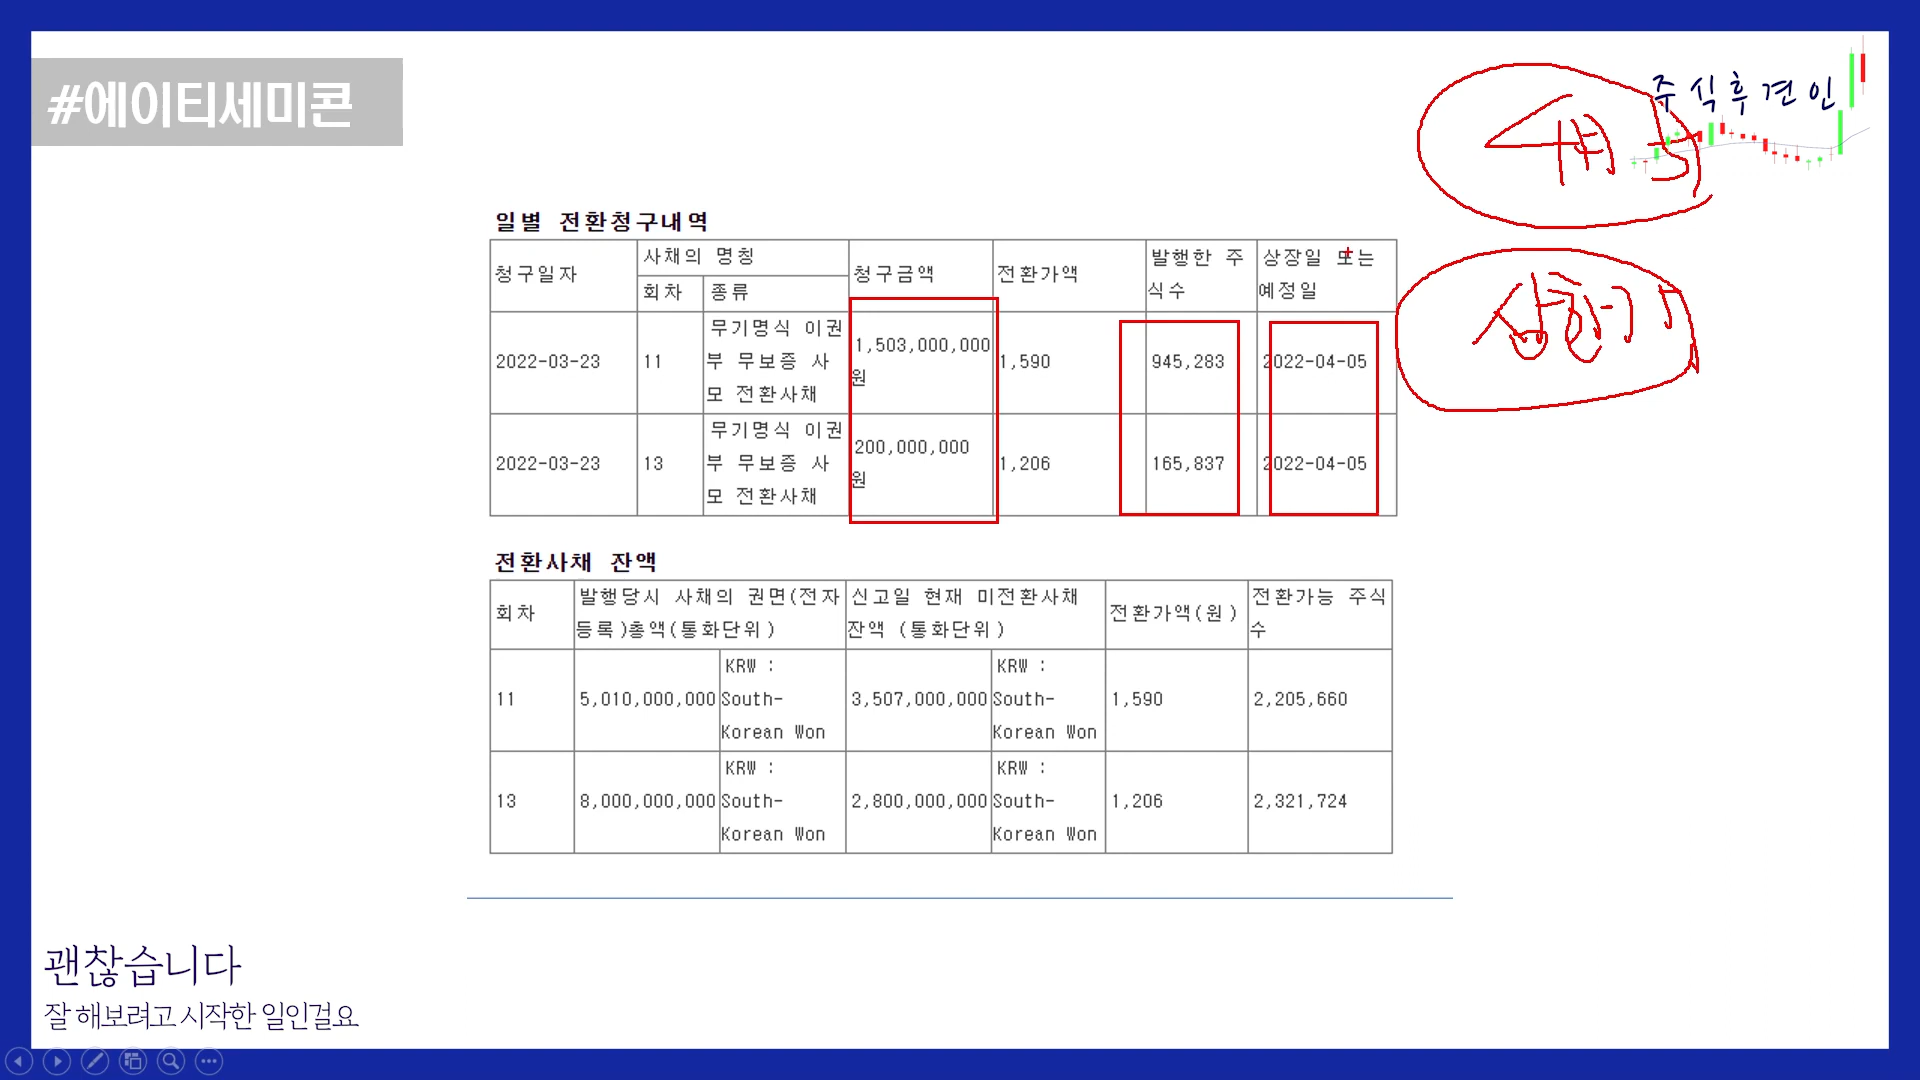 #에이티세미콘
주식후견인
일별 전환청구내역
청구일자
사채의 명칭
회차
종류
청구금액
전환가액
발행한 주
식수
상장일 또는
예정일
2022-03-23
11
무기명식 이권
부 무보증 사
모 전환사채
1,503,000,000
원
1,590
945,283
2022-04-05
2022-03-23
13
무기명식 이권
부 무보증 사
모 전환사채
200,000,000
원
1,206
165,837
2022-04-05
상한가
전환사채 잔액
회차
발행당시 사채의 권면(전자
등록)총액(통화단위)
신고일 현재 미전환사채
잔액 (통화단위)
전환가액(원)
전환가능 주식
수
11
5,010,000,000
KRW :
South-
Korean Won
3,507,000,000
KRW :
South-
Korean Won
1,590
2,205,660
13
8,000,000,000
KRW :
South-
Korean Won
2,800,000,000
KRW :
South-
Korean Won
1,206
2,321,724
괜찮습니다
잘 해보려고 시작한 일인걸요